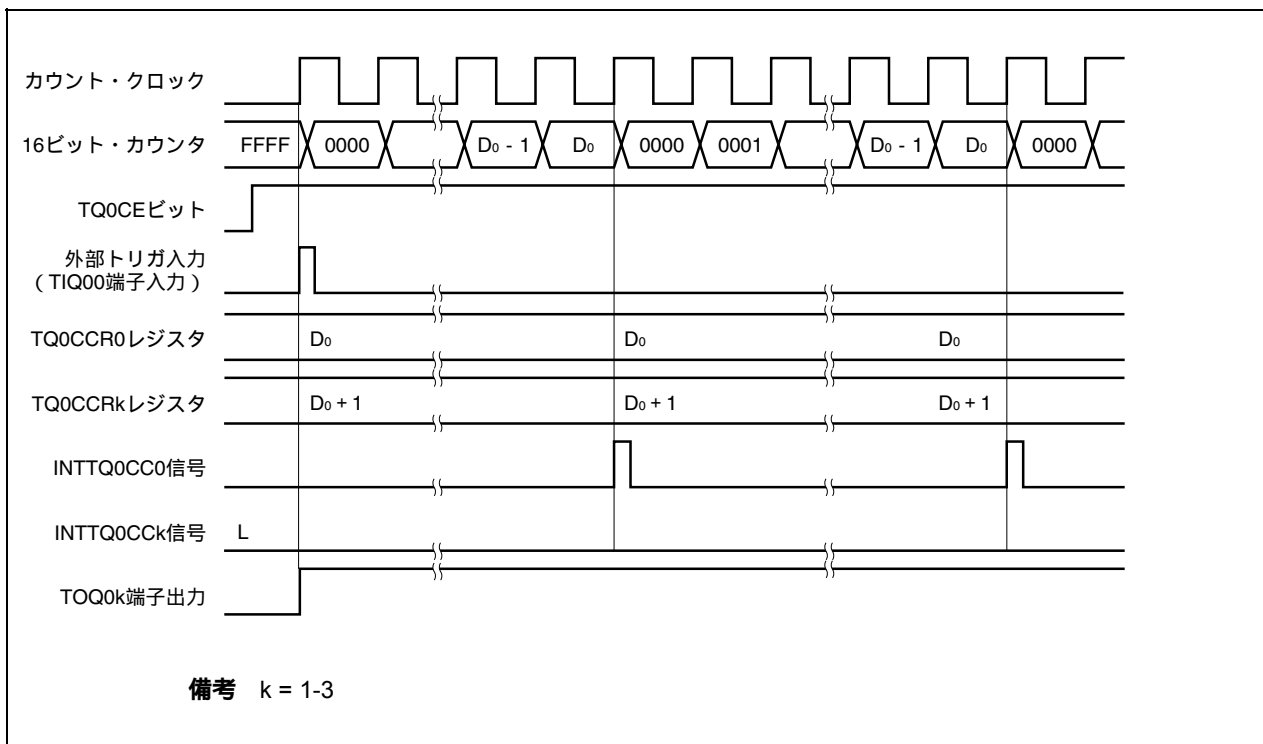 カウント・クロック
16ビット・カウンタ FFFF 0000 D₀ - 1 D₀ 0000 0001 D₀ - 1 D₀ 0000
TQ0CEビット
外部トリガ入力
（TIQ00端子入力）
TQ0CCR0レジスタ D₀ D₀ D₀
TQ0CCRkレジスタ D₀ + 1 D₀ + 1 D₀ + 1
INTTQ0CC0信号
INTTQ0CCk信号 L
TOQ0k端子出力
備考 k = 1-3